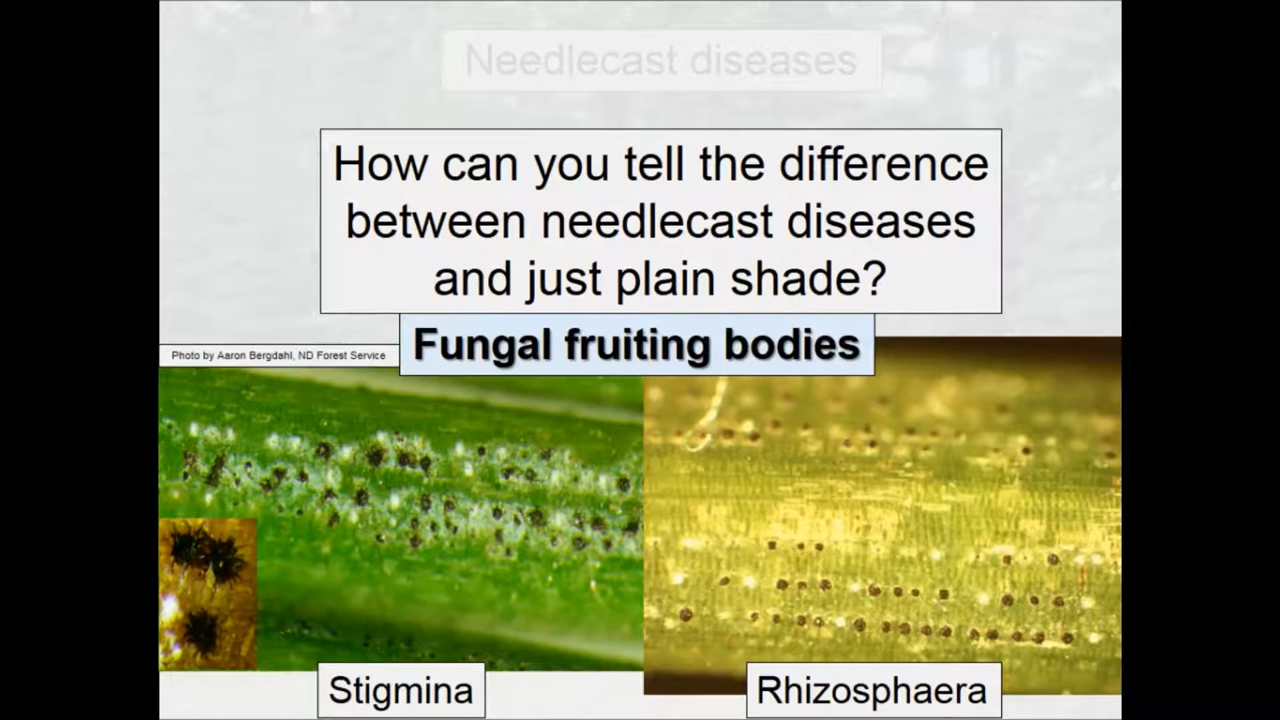 Needlecast diseases
How can you tell the difference
between needlecast diseases
and just plain shade?
Fungal fruiting bodies
Photo by Aaron Bergdahl, ND Forest Service
Stigmina
Rhizosphaera